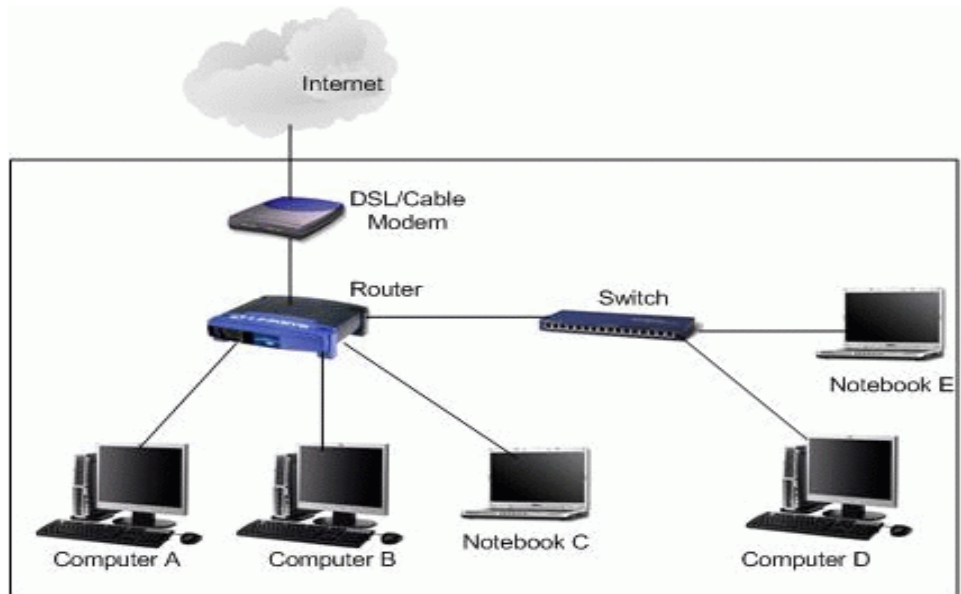 Internet
DSL/Cable
Modem
Router
Switch
Notebook E
Computer A
Computer B
Notebook C
Computer D